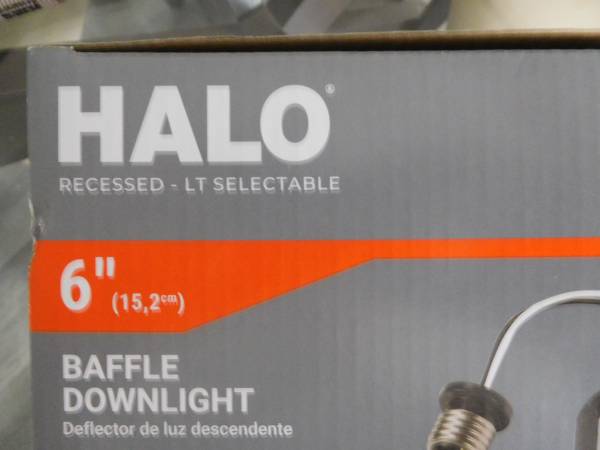 HALO®
RECESSED - LT SELECTABLE
6" (15,2cm)
BAFFLE
DOWNLIGHT
Deflector de luz descendente